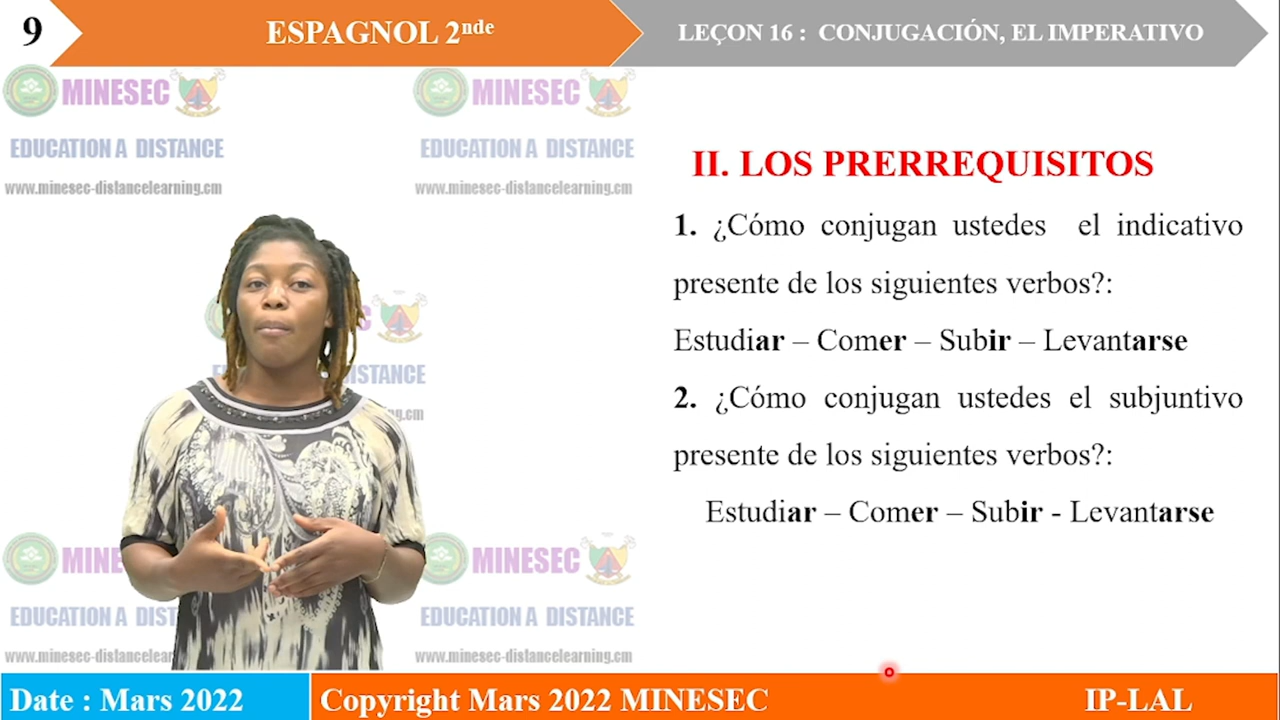 9
ESPAGNOL 2nde
LEÇON 16 : CONJUGACIÓN, EL IMPERATIVO
MINESEC
EDUCATION A DISTANCE
www.minesec-distancelearning.cm
MINESEC
EDUCATION A DISTANCE
www.minesec-distancelearning.cm
II. LOS PRERREQUISITOS
1. ¿Cómo conjugan ustedes el indicativo
presente de los siguientes verbos?:
Estudiar – Comer – Subir – Levantarse
2. ¿Cómo conjugan ustedes el subjuntivo
presente de los siguientes verbos?:
Estudiar – Comer – Subir - Levantarse
MINESEC
EDUCATION A DISTANCE
www.minesec-distancelearning.cm
Date : Mars 2022
Copyright Mars 2022 MINESEC
IP-LAL